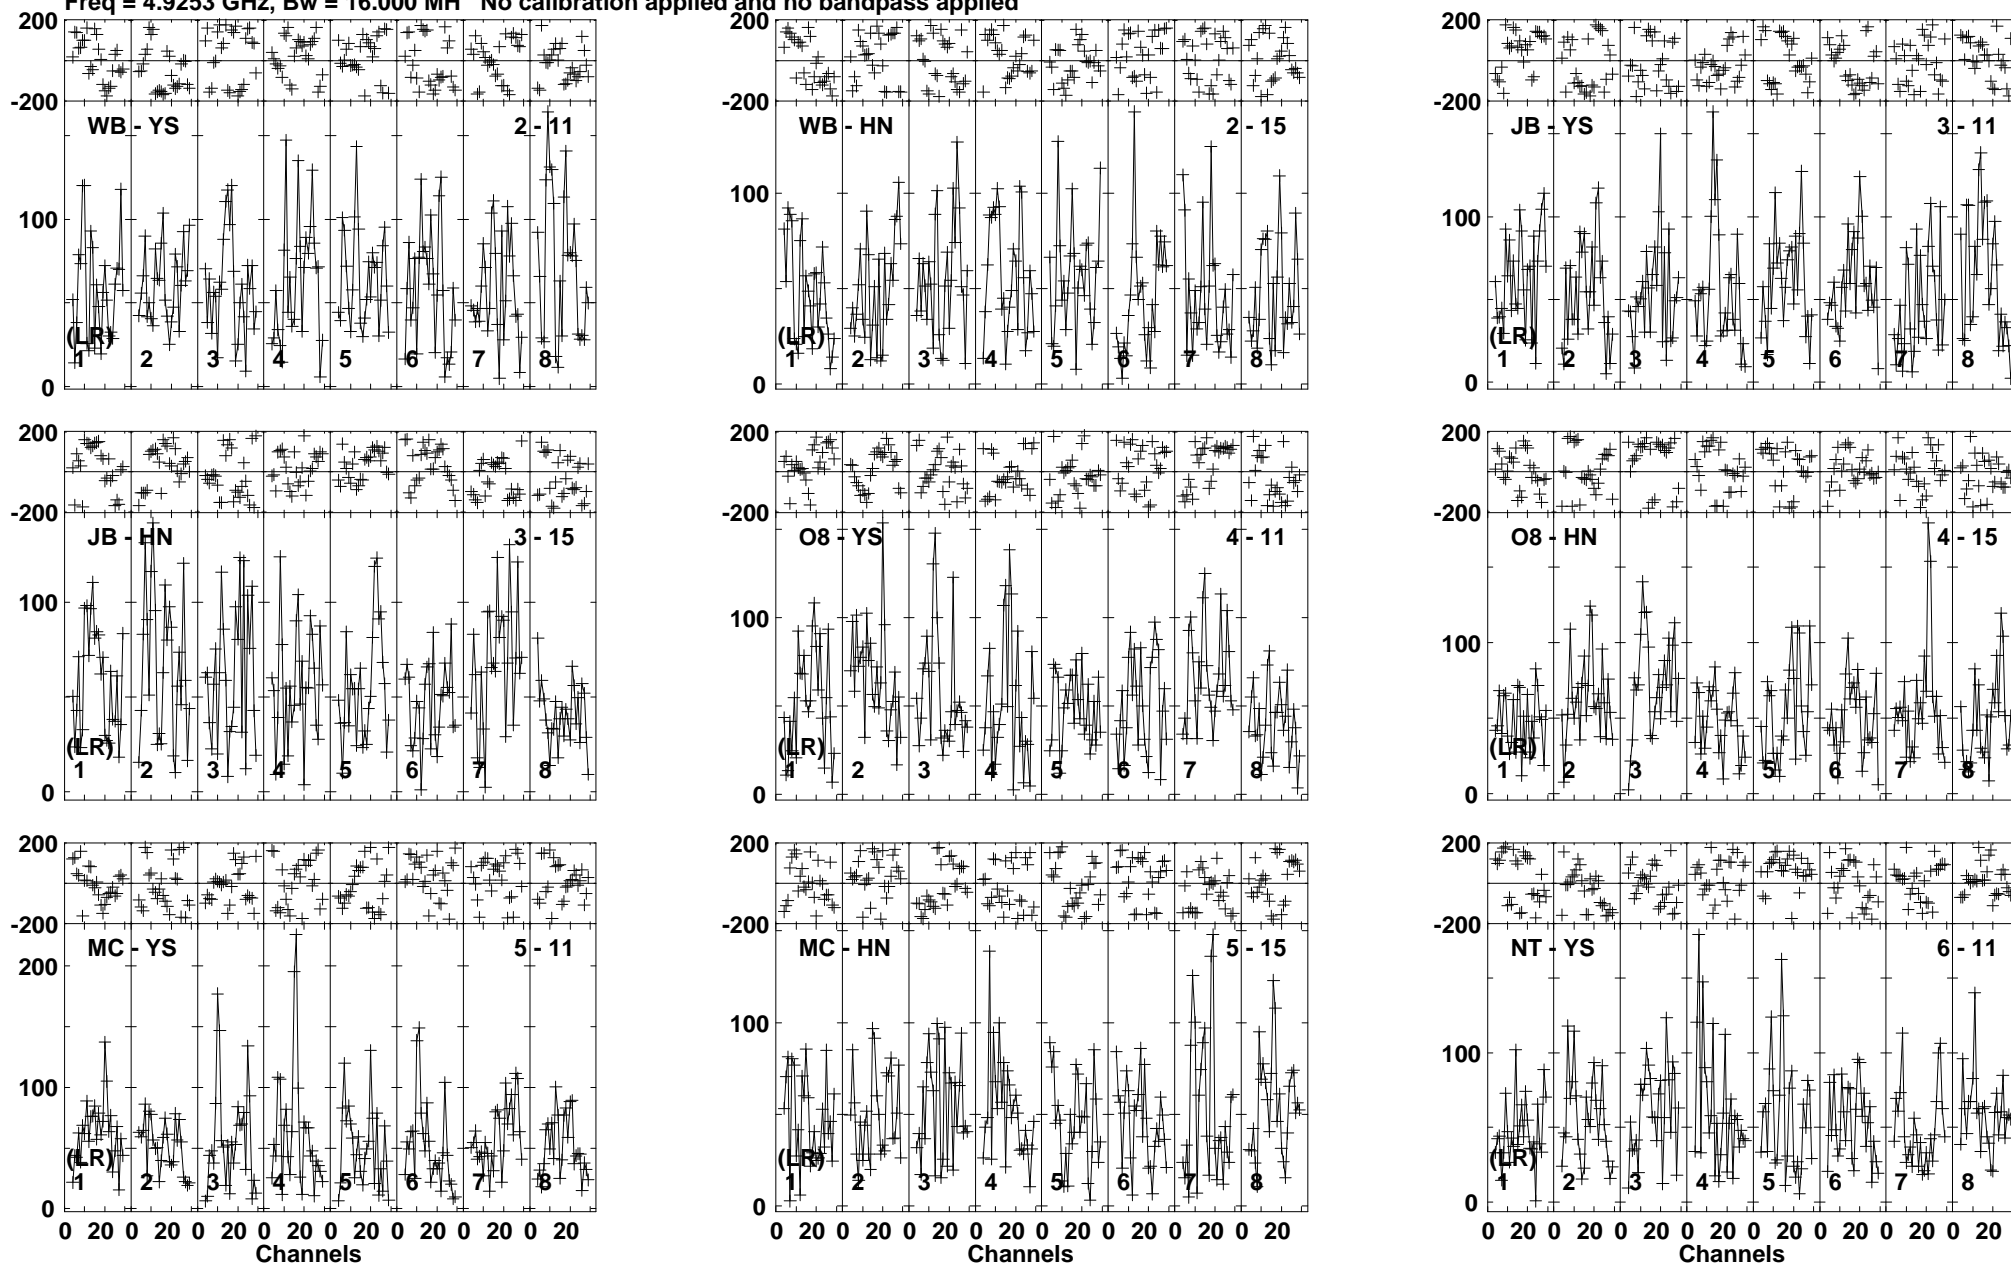 Freq = 4.9253 GHz, Bw = 16.000 MH   No calibration applied and no bandpass applied
200 200 200
-200 -200 -200
WB - YS 2 - 11 WB - HN 2 - 15 JB - YS 3 - 11
100 100 100
(LR) (LR) (LR)
1 2 3 4 5 6 7 8 1 2 3 4 5 6 7 8 1 2 3 4 5 6 7 8
0 0 0
200 200 200
-200 -200 -200
JB - HN 3 - 15 O8 - YS 4 - 11 O8 - HN 4 - 15
100 100 100
(LR) (LR) (LR)
1 2 3 4 5 6 7 8 1 2 3 4 5 6 7 8 1 2 3 4 5 6 7 8
0 0 0
200 200 200
-200 -200 -200
MC - YS 5 - 11 MC - HN 5 - 15 NT - YS 6 - 11
200
100 100 100
(LR) (LR) (LR)
1 2 3 4 5 6 7 8 1 2 3 4 5 6 7 8 1 2 3 4 5 6 7 8
0 0 0
0 20 0 20 0 20 0 20 0 20 0 20 0 20 0 20 0 20 0 20 0 20 0 20 0 20 0 20 0 20 0 20 0 20 0 20 0 20 0 20 0 20 0 20 0 20 0 20
Channels Channels Channels